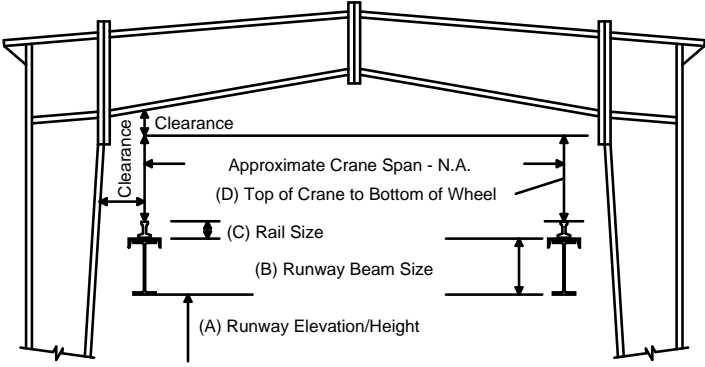 Clearance
Clearance
Approximate Crane Span - N.A.
(D) Top of Crane to Bottom of Wheel
(C) Rail Size
(B) Runway Beam Size
(A) Runway Elevation/Height